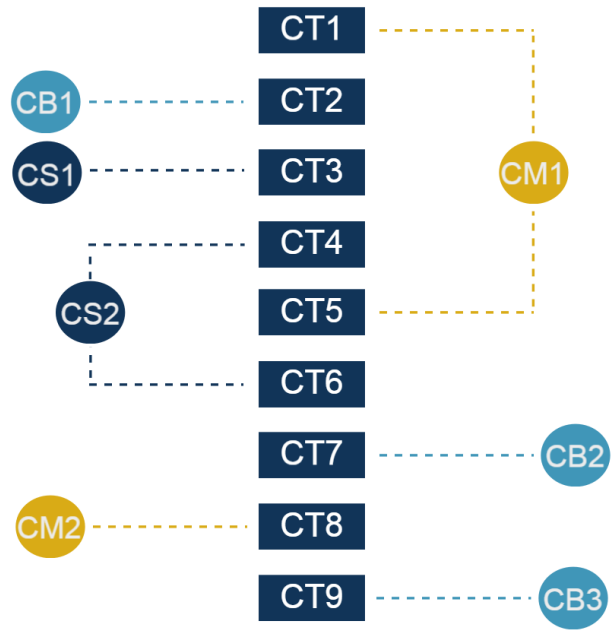 CT1
CB1 CT2
CS1 CT3 CM1
CT4
CS2 CT5
CT6
CT7 CB2
CM2 CT8
CT9 CB3